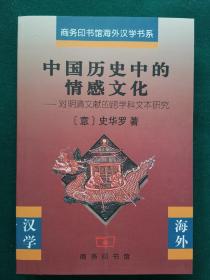 商务印书馆海外汉学书系
中国历史中的
情感文化
——对明清文献的跨学科文本研究
〔意〕史华罗 著
汉学
海外
商务印书馆